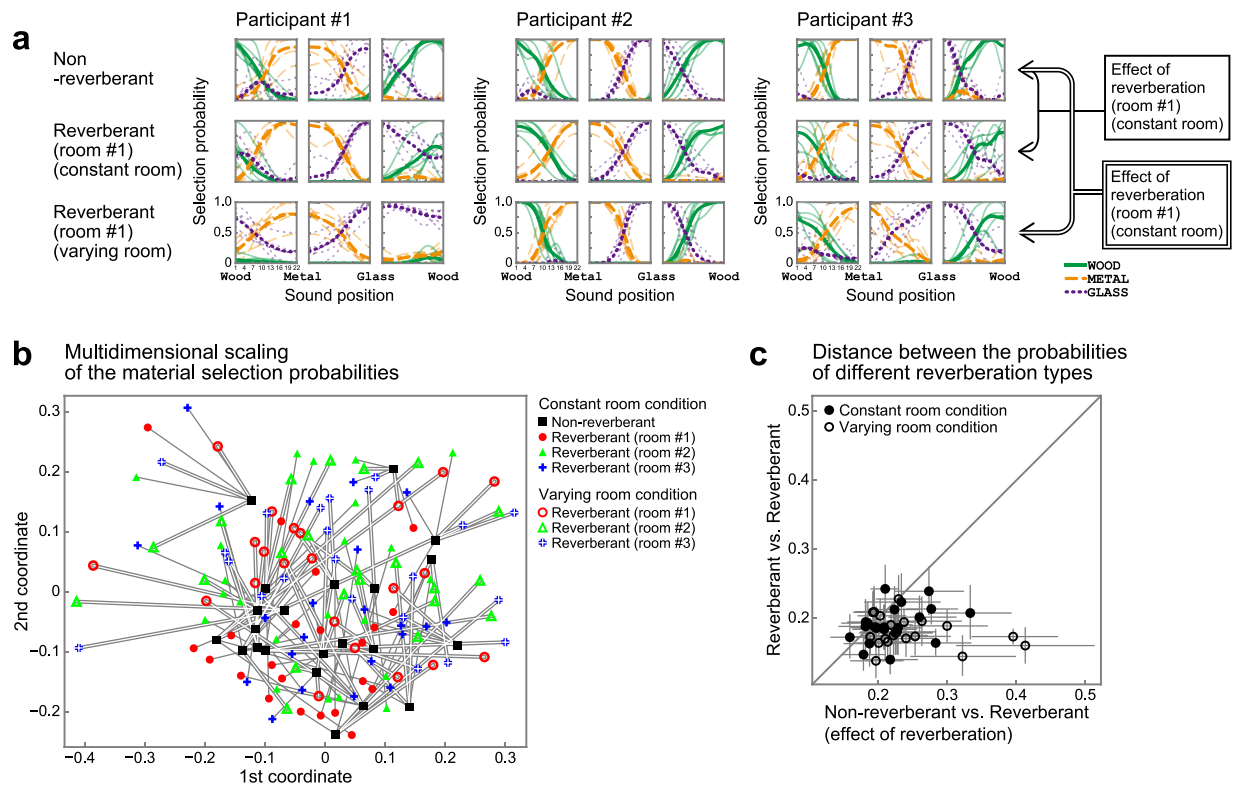 a
Participant #1
Participant #2
Participant #3
Non
-reverberant
Reverberant
(room #1)
(constant room)
Reverberant
(room #1)
(varying room)
Selection probability
Selection probability
Selection probability
1.0
0.5
0
1.0
0.5
0
1.0
0.5
0
1 4 7 10 13 16 19 22
1 4 7 10 13 16 19 22
1 4 7 10 13 16 19 22
Wood Metal Glass Wood
Wood Metal Glass Wood
Wood Metal Glass Wood
Sound position
Sound position
Sound position
Effect of
reverberation
(room #1)
(constant room)
Effect of
reverberation
(room #1)
(constant room)
WOOD
METAL
GLASS
b
Multidimensional scaling
of the material selection probabilities
0.3
0.2
0.1
0
−0.1
−0.2
2nd coordinate
−0.4 −0.3 −0.2 −0.1 0.0 0.1 0.2 0.3
1st coordinate
Constant room condition
Non-reverberant
Reverberant (room #1)
Reverberant (room #2)
Reverberant (room #3)
Varying room condition
Reverberant (room #1)
Reverberant (room #2)
Reverberant (room #3)
c
Distance between the probabilities
of different reverberation types
Constant room condition
Varying room condition
0.5
0.4
0.3
0.2
Reverberant vs. Reverberant
0.2 0.3 0.4 0.5
Non-reverberant vs. Reverberant
(effect of reverberation)